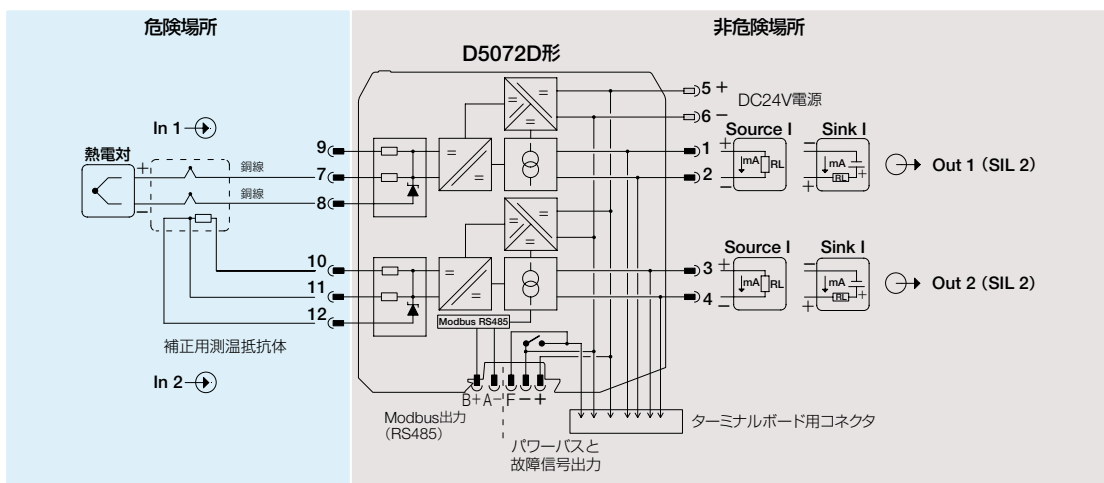 危険場所
非危険場所
D5072D形
5 +
6 −
DC24V電源
In 1
熱電対
+
−
銅線
銅線
9
7
8
1
2
Source I
Sink I
+
−
mA
RL
−
+
mA
RL
+
Out 1 (SIL 2)
10
11
12
3
4
Source I
Sink I
+
−
mA
RL
−
+
mA
RL
+
Out 2 (SIL 2)
補正用測温抵抗体
In 2
Modbus RS485
B+ A− F − +
Modbus出力
(RS485)
パワーバスと
故障信号出力
ターミナルボード用コネクタ